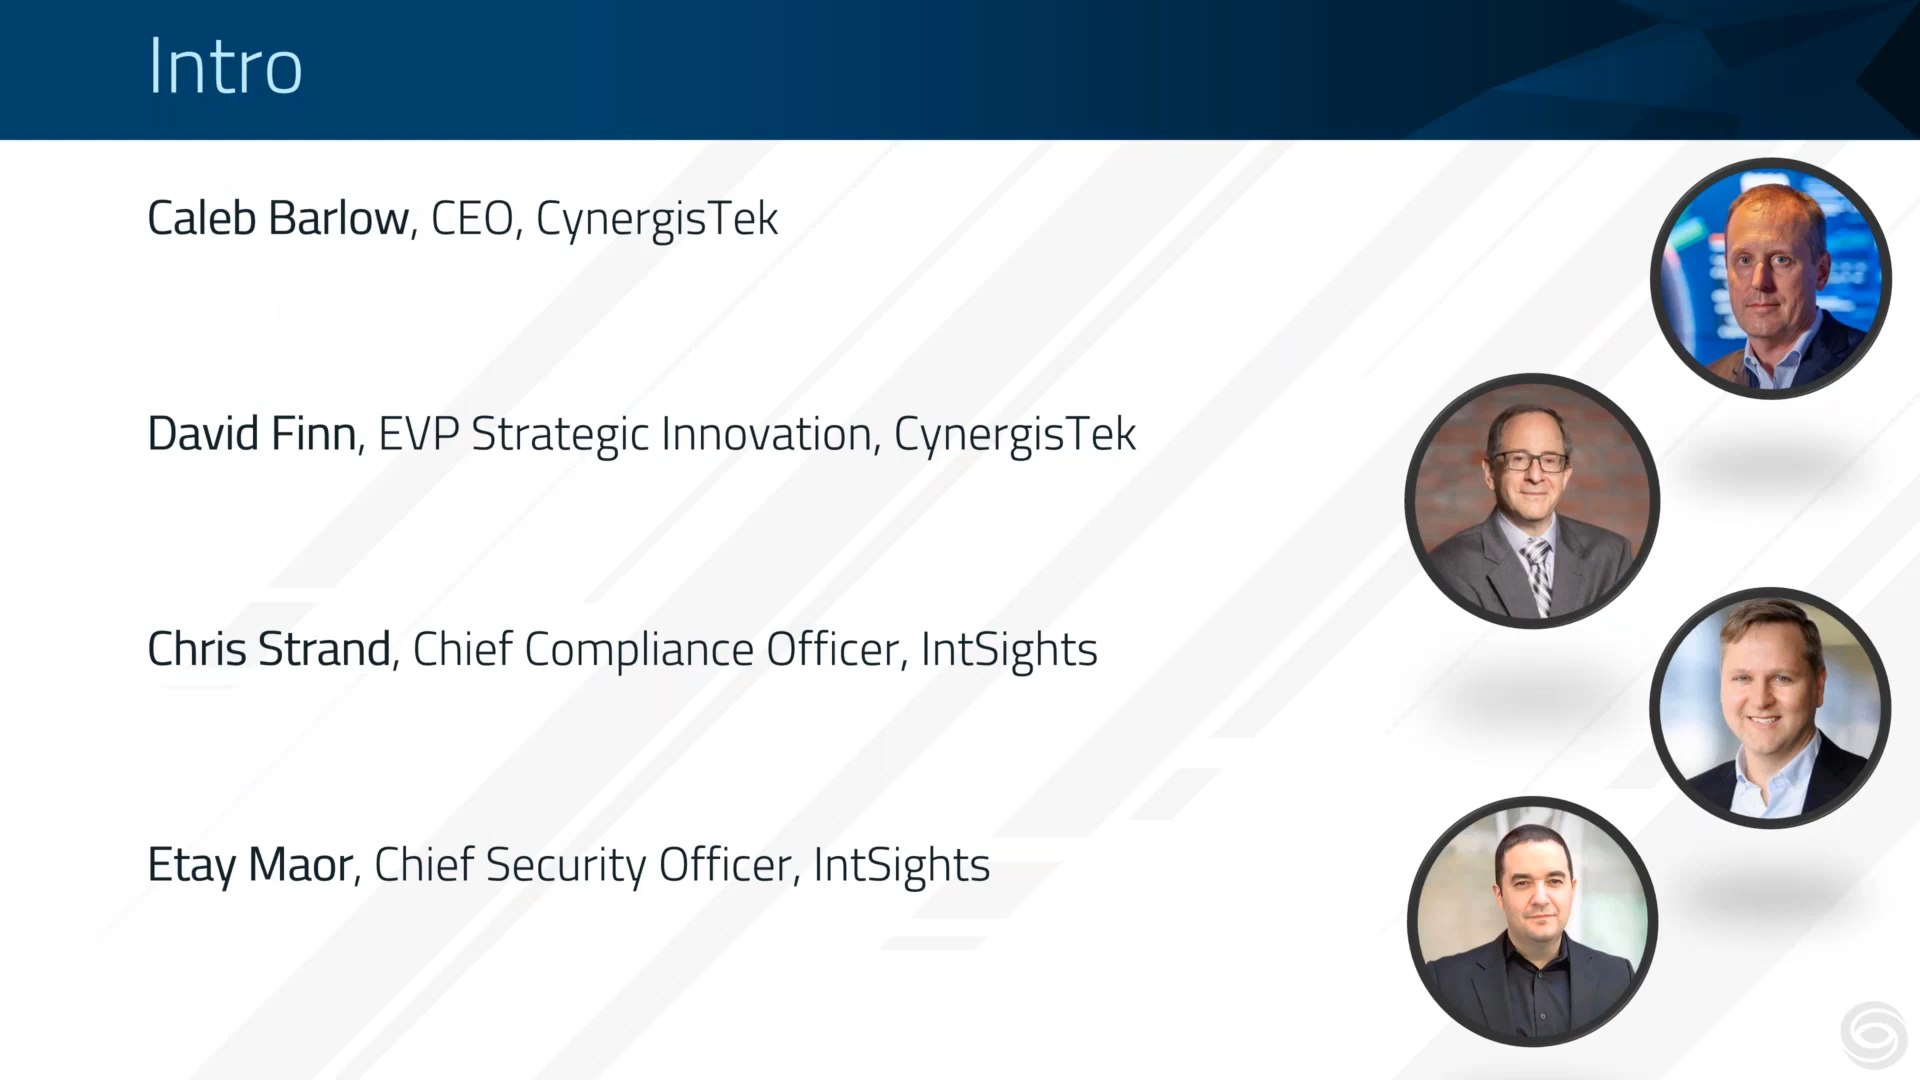 Intro
Caleb Barlow, CEO, CynergisTek
David Finn, EVP Strategic Innovation, CynergisTek
Chris Strand, Chief Compliance Officer, IntSights
Etay Maor, Chief Security Officer, IntSights